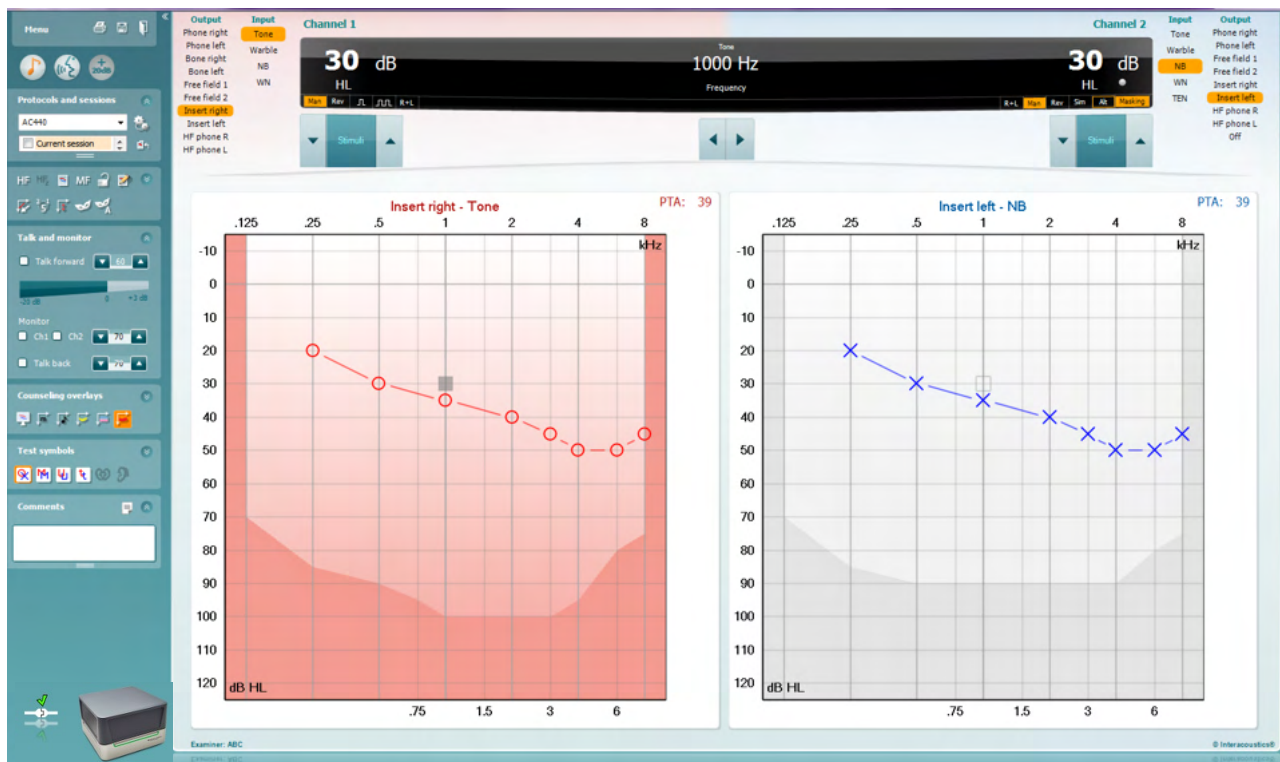 Menu
+
20dB
Protocols and sessions
AC440
Current session
HF
MF
Talk and monitor
Talk forward
60
-20 dB
0
+3 dB
Monitor
Ch1
Ch2
70
Talk back
70
Counseling overlays
Test symbols
Comments
Output
Phone right
Phone left
Bone right
Bone left
Free field 1
Free field 2
Insert right
Insert left
HF phone R
HF phone L
Input
Tone
Warble
NB
WN
Channel 1
Channel 2
30 dB
HL
Man Rev R+L
Tone
1000 Hz
Frequency
30 dB
HL
R+L Man Rev Sim Alt Masking
Stimuli
Stimuli
Input
Tone
Warble
NB
WN
TEN
Output
Phone right
Phone left
Free field 1
Free field 2
Insert right
Insert left
HF phone R
HF phone L
Off
Insert right - Tone
PTA: 39
.125 .25 .5 1 2 4 8
kHz
-10
0
10
20
30
40
50
60
70
80
90
100
110
120
dB HL
.75 1.5 3 6
Insert left - NB
PTA: 39
.125 .25 .5 1 2 4 8
kHz
-10
0
10
20
30
40
50
60
70
80
90
100
110
120
dB HL
.75 1.5 3 6
Examiner: ABC
© Interacoustics®